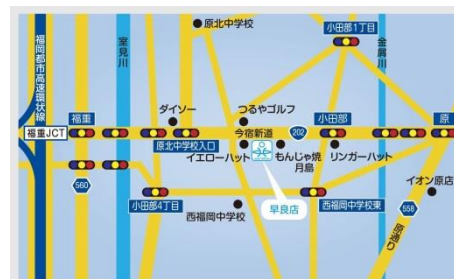 福岡都市高速環状線
室見川
原北中学校
小田部1丁目
金屑川
ダイソー
つるやゴルフ
福重
小田部
原
福重JCT
原北中学校入口
今宿新道
202
イエローハット
もんじゃ焼
月島
リンガーハット
560
小田部4丁目
西福岡中学校
早良店
西福岡中学校東
イオン原店
558
原通り